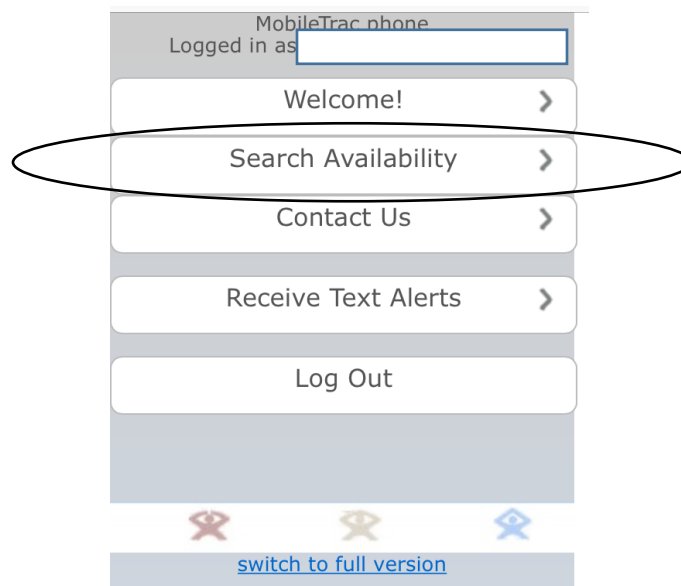 MobileTrac phone
Logged in as
Welcome!
Search Availability
Contact Us
Receive Text Alerts
Log Out
switch to full version